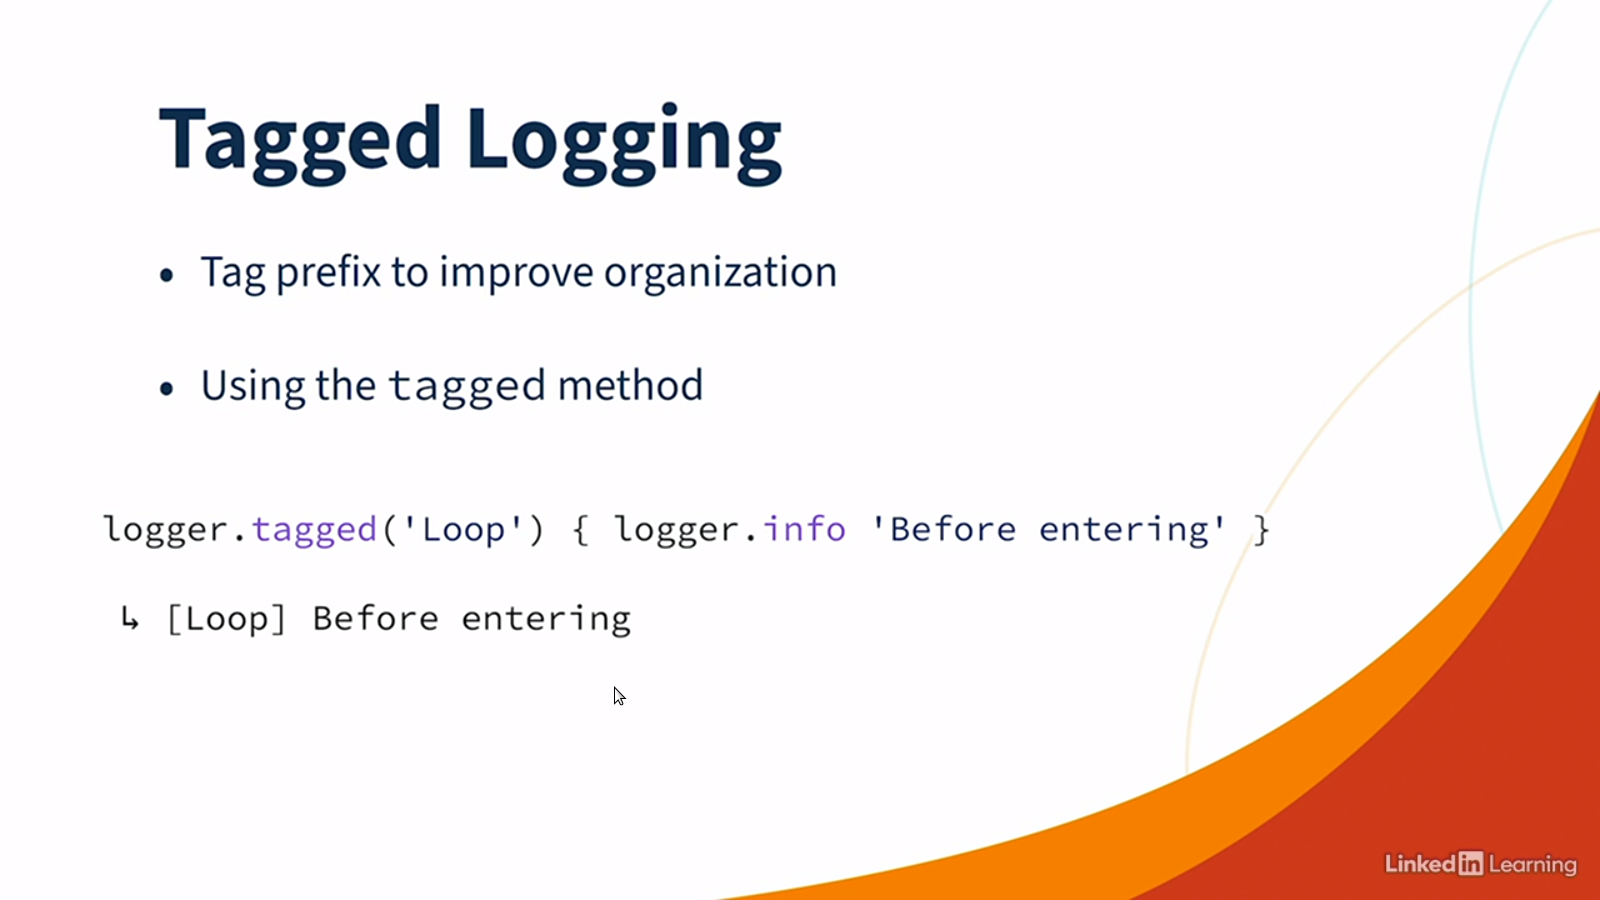 Tagged Logging
• Tag prefix to improve organization
• Using the tagged method
logger.tagged('Loop') { logger.info 'Before entering' }
↳ [Loop] Before entering
Linked in Learning